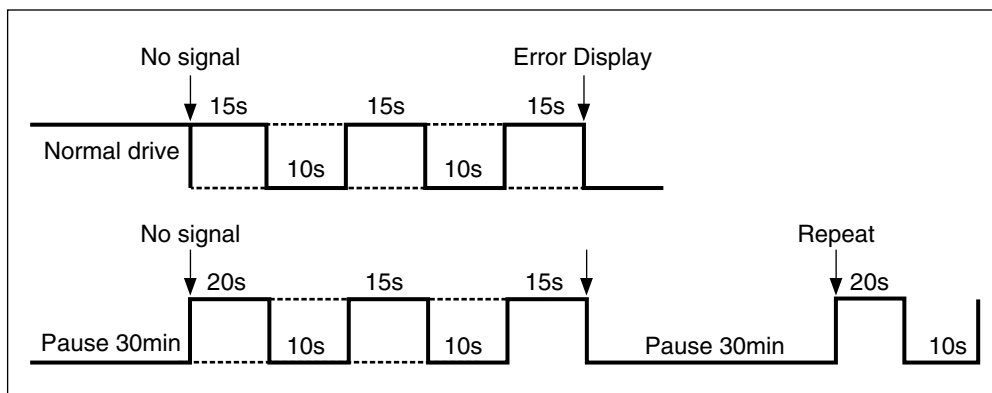 No signal Error Display
15s 15s 15s
Normal drive
10s 10s
No signal Repeat
20s 15s 15s 20s
Pause 30min 10s 10s Pause 30min 10s